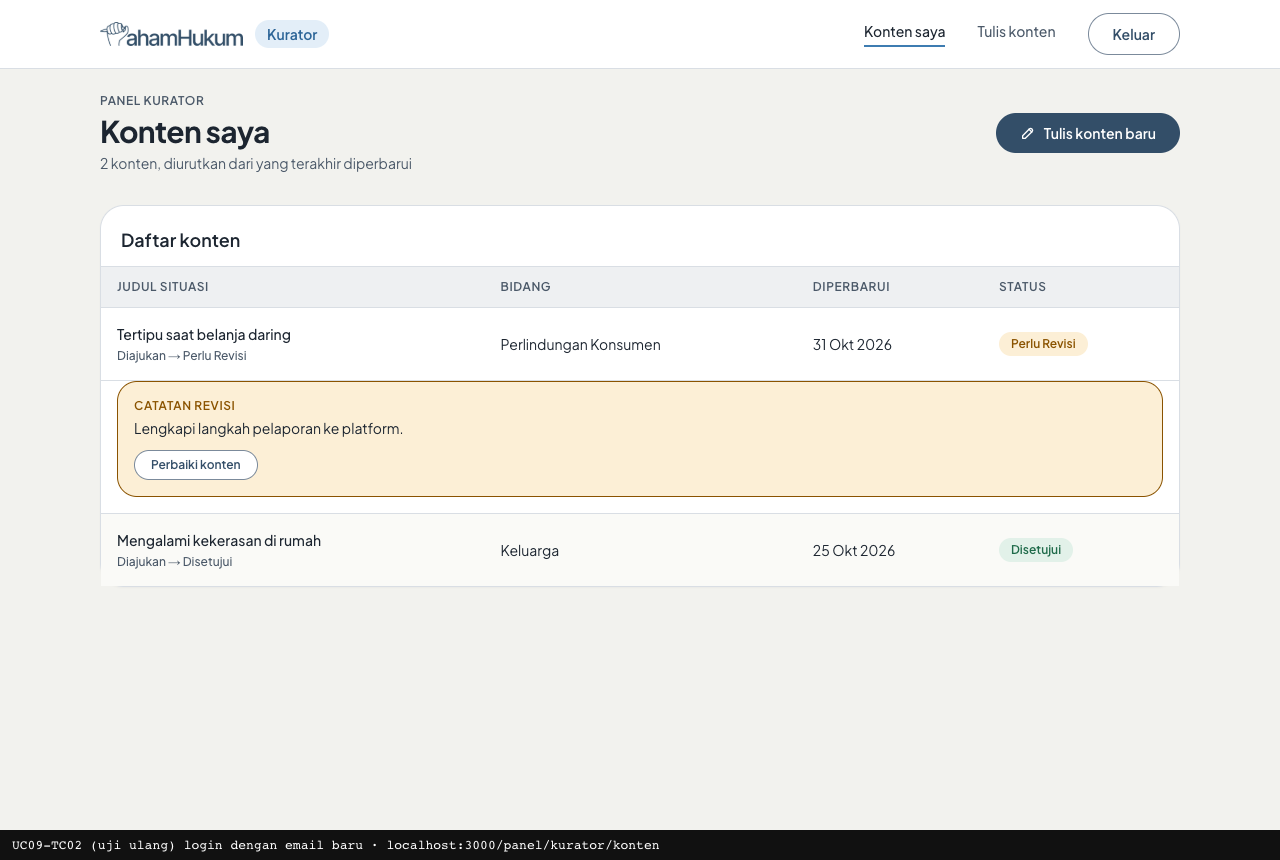 ahamHukum Kurator Konten saya Tulis konten Keluar
PANEL KURATOR
Konten saya
2 konten, diurutkan dari yang terakhir diperbarui
Tulis konten baru
Daftar konten
JUDUL SITUASI BIDANG DIPERBARUI STATUS
Tertipu saat belanja daring
Diajukan → Perlu Revisi
Perlindungan Konsumen 31 Okt 2026 Perlu Revisi
CATATAN REVISI
Lengkapi langkah pelaporan ke platform.
Perbaiki konten
Mengalami kekerasan di rumah
Diajukan → Disetujui
Keluarga 25 Okt 2026 Disetujui
UC09-TC02 (uji ulang) login dengan email baru · localhost:3000/panel/kurator/konten